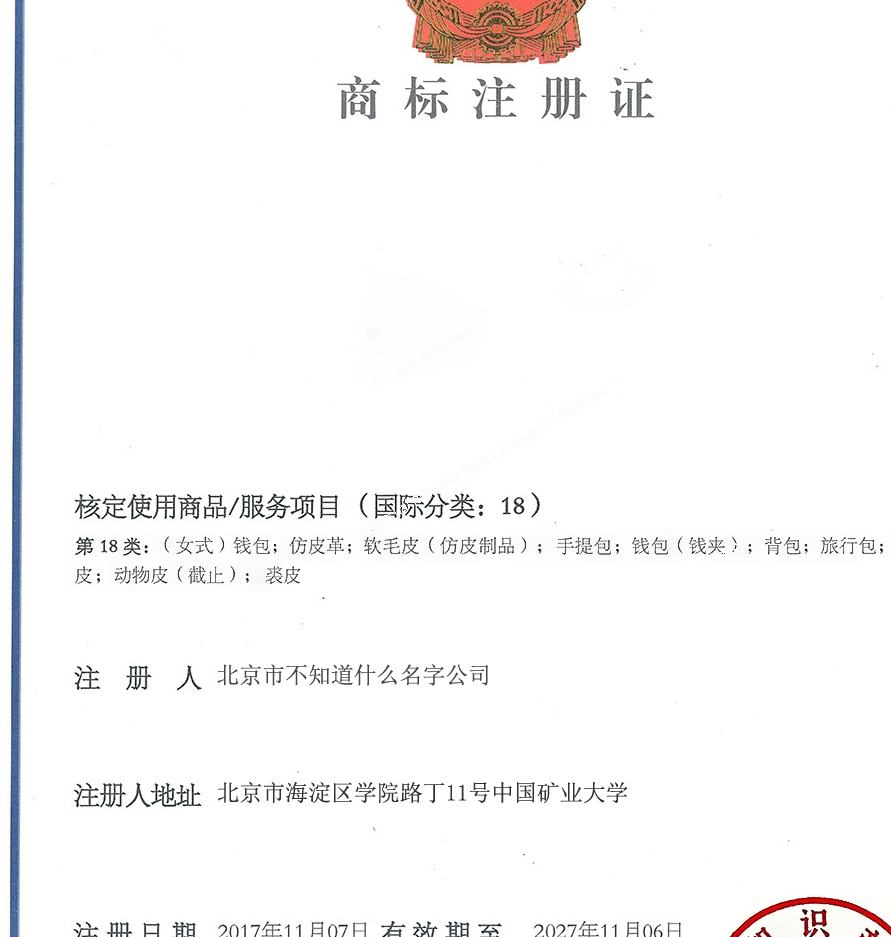 商标注册证
核定使用商品/服务项目（国际分类：18）
第18类：（女式）钱包；仿皮革；软毛皮（仿皮制品）；手提包；钱包（钱夹）；背包；旅行包；
皮；动物皮（截止）；裘皮
注册人 北京市不知道什么名字公司
注册人地址 北京市海淀区学院路丁11号中国矿业大学
注册日期 2017年11月07日 有效期至 2027年11月06日
识